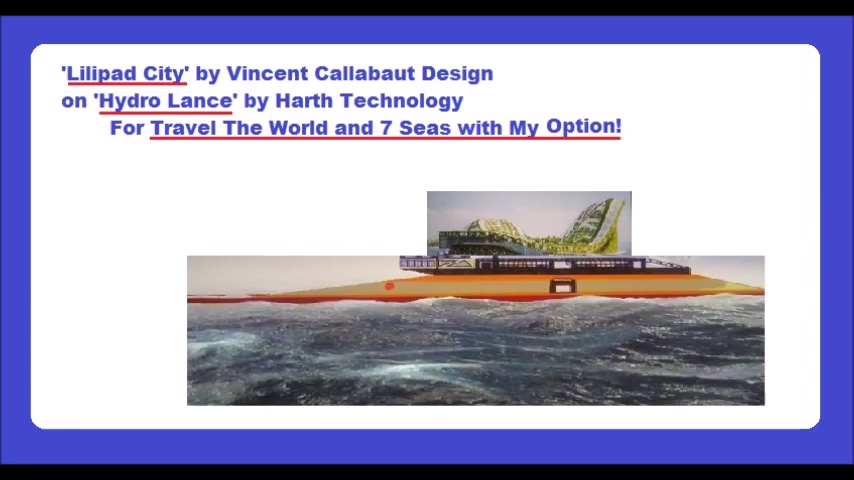 'Lilipad City' by Vincent Callabaut Design
on 'Hydro Lance' by Harth Technology
For Travel The World and 7 Seas with My Option!